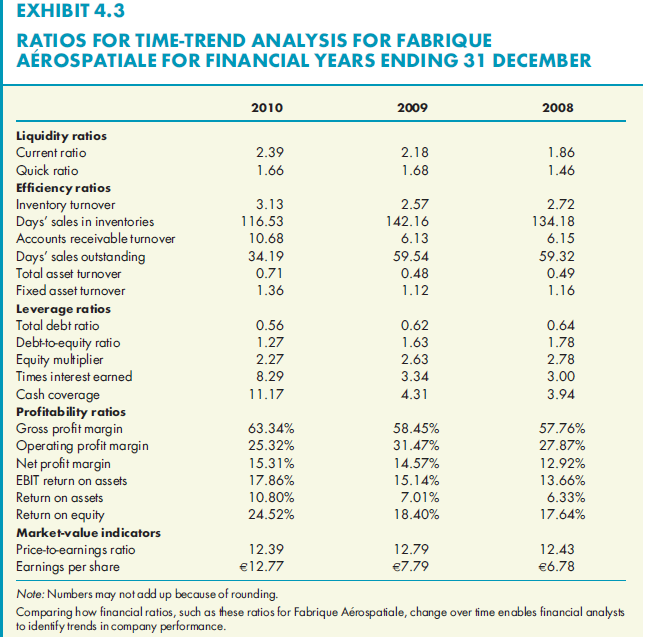 EXHIBIT 4.3
RATIOS FOR TIME-TREND ANALYSIS FOR FABRIQUE
AÉROSPATIALE FOR FINANCIAL YEARS ENDING 31 DECEMBER
2010 2009 2008
Liquidity ratios
Current ratio 2.39 2.18 1.86
Quick ratio 1.66 1.68 1.46
Efficiency ratios
Inventory turnover 3.13 2.57 2.72
Days' sales in inventories 116.53 142.16 134.18
Accounts receivable turnover 10.68 6.13 6.15
Days' sales outstanding 34.19 59.54 59.32
Total asset turnover 0.71 0.48 0.49
Fixed asset turnover 1.36 1.12 1.16
Leverage ratios
Total debt ratio 0.56 0.62 0.64
Debt-to-equity ratio 1.27 1.63 1.78
Equity multiplier 2.27 2.63 2.78
Times interest earned 8.29 3.34 3.00
Cash coverage 11.17 4.31 3.94
Profitability ratios
Gross profit margin 63.34% 58.45% 57.76%
Operating profit margin 25.32% 31.47% 27.87%
Net profit margin 15.31% 14.57% 12.92%
EBIT return on assets 17.86% 15.14% 13.66%
Return on assets 10.80% 7.01% 6.33%
Return on equity 24.52% 18.40% 17.64%
Market-value indicators
Price-to-earnings ratio 12.39 12.79 12.43
Earnings per share €12.77 €7.79 €6.78
Note: Numbers may not add up because of rounding.
Comparing how financial ratios, such as these ratios for Fabrique Aérospatiale, change over time enables financial analysts
to identify trends in company performance.